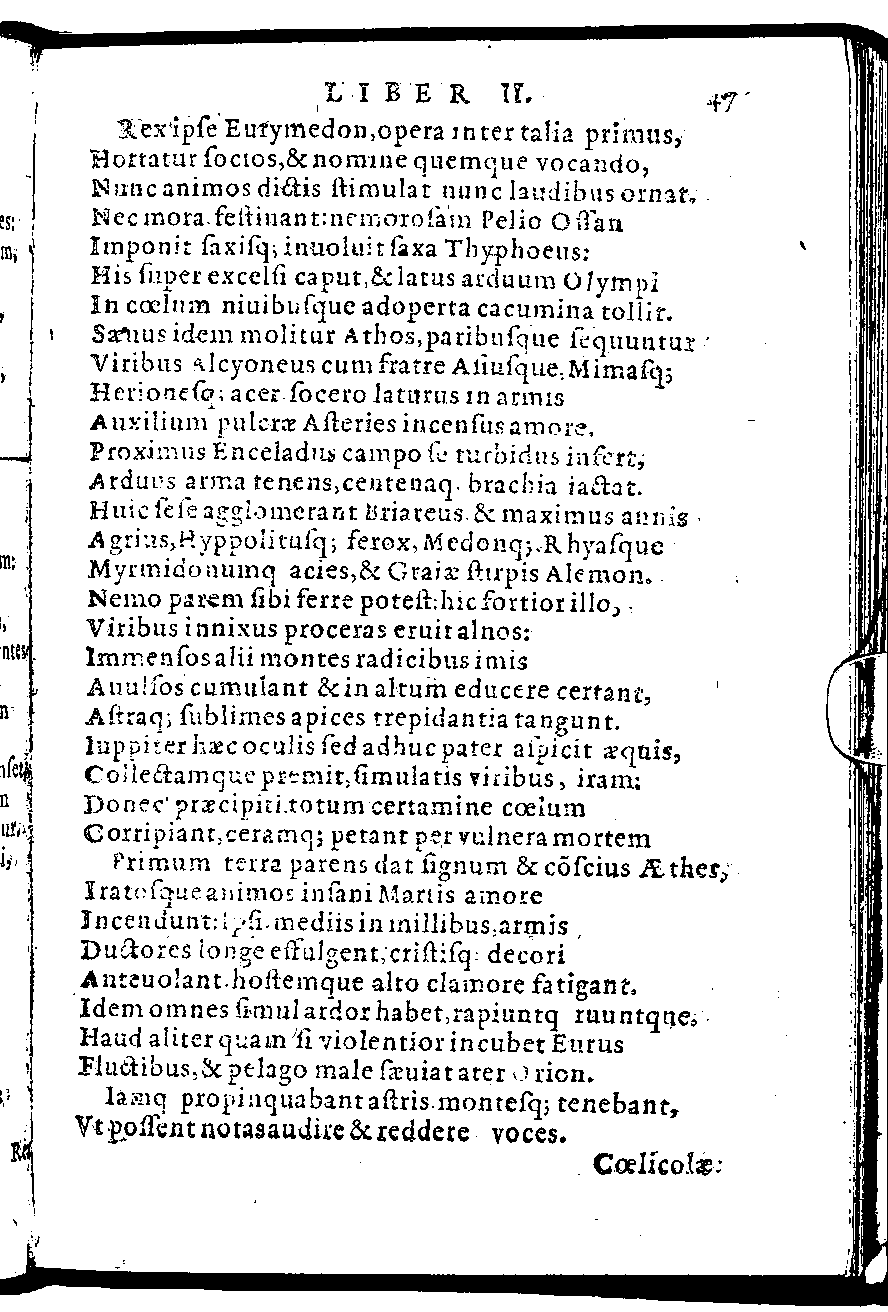 LIBER II. 47
Rex ipſe Eurymedon, opera inter talia primus,
Hortatur ſocios, & nomine quemque vocando,
Nunc animos dictis ſtimulat nunc laudibus ornat.
Nec mora. feſtinant: nemoroſam Pelio Oſſan
Imponit ſaxiſq; inuoluit ſaxa Thyphoeus:
His ſuper excelſi caput, & latus arduum Olympi
In cœlum niuibuſque adoperta cacumina tollit.
Sæuus idem molitur Athos, paribuſque ſequuntur
Viribus Alcyoneus cum fratre Aſiuſque, Mimaſq;
Herioneſq; acer ſocero laturus in armis
Auxilium pulcræ Aſteries incenſus amore,
Proximus Enceladus campo ſe turbidus inſert,
Arduus arma tenens, centenaq. brachia iactat.
Huic ſeſe agglomerant Briareus. & maximus annis
Agrius, Hyppolituſq; ferox, Medonq; Rhyaſque
Myrmidonumq acies, & Graiæ ſtirpis Alemon.
Nemo parem ſibi ferre poteſt: hic fortior illo,
Viribus innixus proceras eruit alnos:
Immenſos alii montes radicibus imis
Auulſos cumulant & in altum educere certant,
Aſtraq; ſublimes apices trepidantia tangunt.
Iuppiter hæc oculis ſed adhuc pater aſpicit æquis,
Collectamque premit, ſimulatis viribus, iram:
Donec præcipiti totum certamine cœlum
Corripiant, ceramq; petant per vulnera mortem
Primum terra parens dat ſignum & cõſcius Æther,
Iratoſque animos inſani Martis amore
Incendunt: Ipſi mediis in millibus, armis
Ductores longe effulgent, criſtiſq: decori
Anteuolant. hoſtemque alto clamore fatigant.
Idem omnes ſimul ardor habet, rapiuntq ruuntque.
Haud aliter quam ſi violentior incubet Eurus
Fluctibus, & pelago male ſæuiat ater Orion.
Iamq propinquabant aſtris. monteſq; tenebant,
Vt poſſent notas audire & reddere voces.
Cœlicolæ: